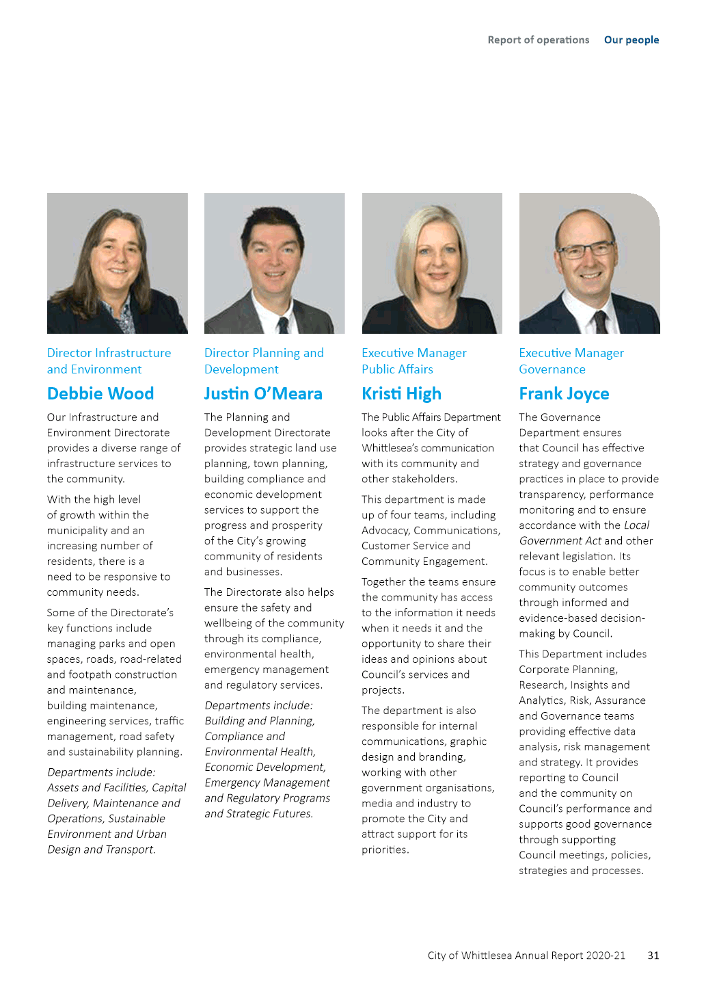 Report of operations Our people
Director Infrastructure
and Environment
Debbie Wood
Our Infrastructure and
Environment Directorate
provides a diverse range of
infrastructure services to
the community.
With the high level
of growth within the
municipality and an
increasing number of
residents, there is a
need to be responsive to
community needs.
Some of the Directorate’s
key functions include
managing parks and open
spaces, roads, road-related
and footpath construction
and maintenance,
building maintenance,
engineering services, traffic
management, road safety
and sustainability planning.
Departments include:
Assets and Facilities, Capital
Delivery, Maintenance and
Operations, Sustainable
Environment and Urban
Design and Transport.
Director Planning and
Development
Justin O’Meara
The Planning and
Development Directorate
provides strategic land use
planning, town planning,
building compliance and
economic development
services to support the
progress and prosperity
of the City’s growing
community of residents
and businesses.
The Directorate also helps
ensure the safety and
wellbeing of the community
through its compliance,
environmental health,
emergency management
and regulatory services.
Departments include:
Building and Planning,
Compliance and
Environmental Health,
Economic Development,
Emergency Management
and Regulatory Programs
and Strategic Futures.
Executive Manager
Public Affairs
Kristi High
The Public Affairs Department
looks after the City of
Whittlesea’s communication
with its community and
other stakeholders.
This department is made
up of four teams, including
Advocacy, Communications,
Customer Service and
Community Engagement.
Together the teams ensure
the community has access
to the information it needs
when it needs it and the
opportunity to share their
ideas and opinions about
Council’s services and
projects.
The department is also
responsible for internal
communications, graphic
design and branding,
working with other
government organisations,
media and industry to
promote the City and
attract support for its
priorities.
Executive Manager
Governance
Frank Joyce
The Governance
Department ensures
that Council has effective
strategy and governance
practices in place to provide
transparency, performance
monitoring and to ensure
accordance with the Local
Government Act and other
relevant legislation. Its
focus is to enable better
community outcomes
through informed and
evidence-based decision-
making by Council.
This Department includes
Corporate Planning,
Research, Insights and
Analytics, Risk, Assurance
and Governance teams
providing effective data
analysis, risk management
and strategy. It provides
reporting to Council
and the community on
Council’s performance and
supports good governance
through supporting
Council meetings, policies,
strategies and processes.
City of Whittlesea Annual Report 2020-21 31